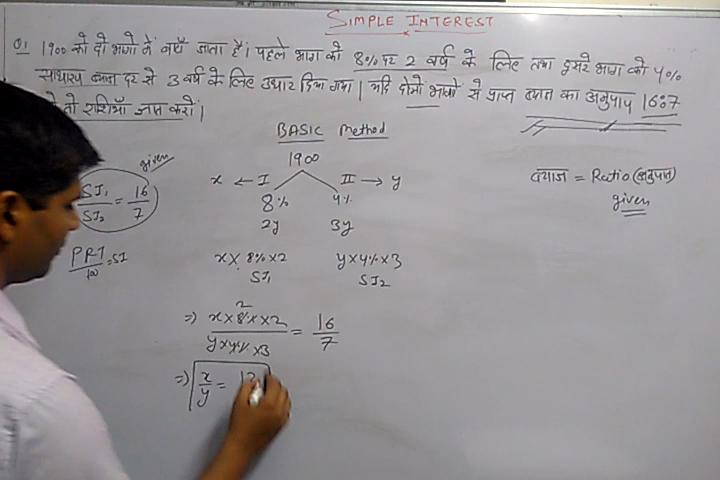 SIMPLE INTEREST
Q1 1900 को दो भागों में बाँटा जाता है। पहले भाग को 8% पर 2 वर्ष के लिए तथा दूसरे भाग को 4%
साधारण ब्याज दर से 3 वर्ष के लिए उधार दिया गया। यदि दोनों भागों से प्राप्त ब्याज का अनुपात 16:7
तो राशियाँ ज्ञात करो।
BASIC Method
given
1900
x ← I II → y
8% 4%
2y 3y
SI1/SI2 = 16/7
ब्याज = Ratio (अनुपात)
given
PRT/100 = SI
x × 8% × 2 y × 4% × 3
SI1 SI2
⇒ x × 8% × 2 / y × 4% × 3 = 16/7
2
⇒ x/y = 12